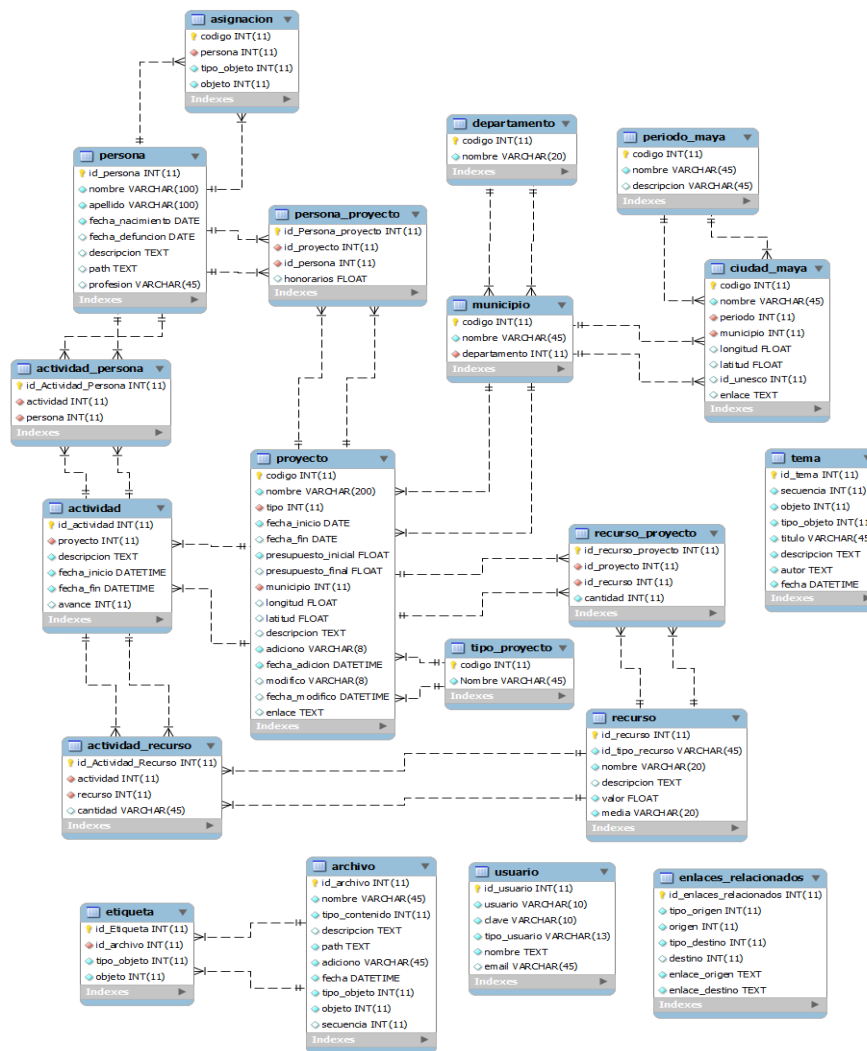 asignacion
codigo INT(11)
persona INT(11)
tipo_objeto INT(11)
objeto INT(11)
Indexes
departamento
codigo INT(11)
nombre VARCHAR(20)
Indexes
periodo_maya
codigo INT(11)
nombre VARCHAR(45)
descripcion VARCHAR(45)
Indexes
persona
id_persona INT(11)
nombre VARCHAR(100)
apellido VARCHAR(100)
fecha_nacimiento DATE
fecha_defuncion DATE
descripcion TEXT
path TEXT
profesion VARCHAR(45)
Indexes
persona_proyecto
id_Persona_proyecto INT(11)
id_proyecto INT(11)
id_persona INT(11)
honorarios FLOAT
Indexes
ciudad_maya
codigo INT(11)
nombre VARCHAR(45)
periodo INT(11)
municipio INT(11)
longitud FLOAT
latitud FLOAT
id_unesco INT(11)
enlace TEXT
Indexes
municipio
codigo INT(11)
nombre VARCHAR(45)
departamento INT(11)
Indexes
actividad_persona
id_Actividad_Persona INT(11)
actividad INT(11)
persona INT(11)
Indexes
proyecto
codigo INT(11)
nombre VARCHAR(200)
tipo INT(11)
fecha_inicio DATE
fecha_fin DATE
presupuesto_inicial FLOAT
presupuesto_final FLOAT
municipio INT(11)
longitud FLOAT
latitud FLOAT
descripcion TEXT
adiciono VARCHAR(8)
fecha_adicion DATETIME
modifico VARCHAR(8)
fecha_modifico DATETIME
enlace TEXT
Indexes
tema
id_tema INT(11)
secuencia INT(11)
objeto INT(11)
tipo_objeto INT(11)
titulo VARCHAR(45)
descripcion TEXT
autor TEXT
fecha DATETIME
Indexes
actividad
id_actividad INT(11)
proyecto INT(11)
descripcion TEXT
fecha_inicio DATETIME
fecha_fin DATETIME
avance INT(11)
Indexes
recurso_proyecto
id_recurso_proyecto INT(11)
id_proyecto INT(11)
id_recurso INT(11)
cantidad INT(11)
Indexes
tipo_proyecto
codigo INT(11)
Nombre VARCHAR(45)
Indexes
recurso
id_recurso INT(11)
id_tipo_recurso VARCHAR(45)
nombre VARCHAR(20)
descripcion TEXT
valor FLOAT
media VARCHAR(20)
Indexes
actividad_recurso
id_Actividad_Recurso INT(11)
actividad INT(11)
recurso INT(11)
cantidad VARCHAR(45)
Indexes
archivo
id_archivo INT(11)
nombre VARCHAR(45)
tipo_contenido INT(11)
descripcion TEXT
path TEXT
adiciono VARCHAR(45)
fecha DATETIME
tipo_objeto INT(11)
objeto INT(11)
secuencia INT(11)
Indexes
usuario
id_usuario INT(11)
usuario VARCHAR(10)
clave VARCHAR(10)
tipo_usuario VARCHAR(13)
nombre TEXT
email VARCHAR(45)
Indexes
enlaces_relacionados
id_enlaces_relacionados INT(11)
tipo_origen INT(11)
origen INT(11)
tipo_destino INT(11)
destino INT(11)
enlace_origen TEXT
enlace_destino TEXT
Indexes
etiqueta
id_Etiqueta INT(11)
id_archivo INT(11)
tipo_objeto INT(11)
objeto INT(11)
Indexes